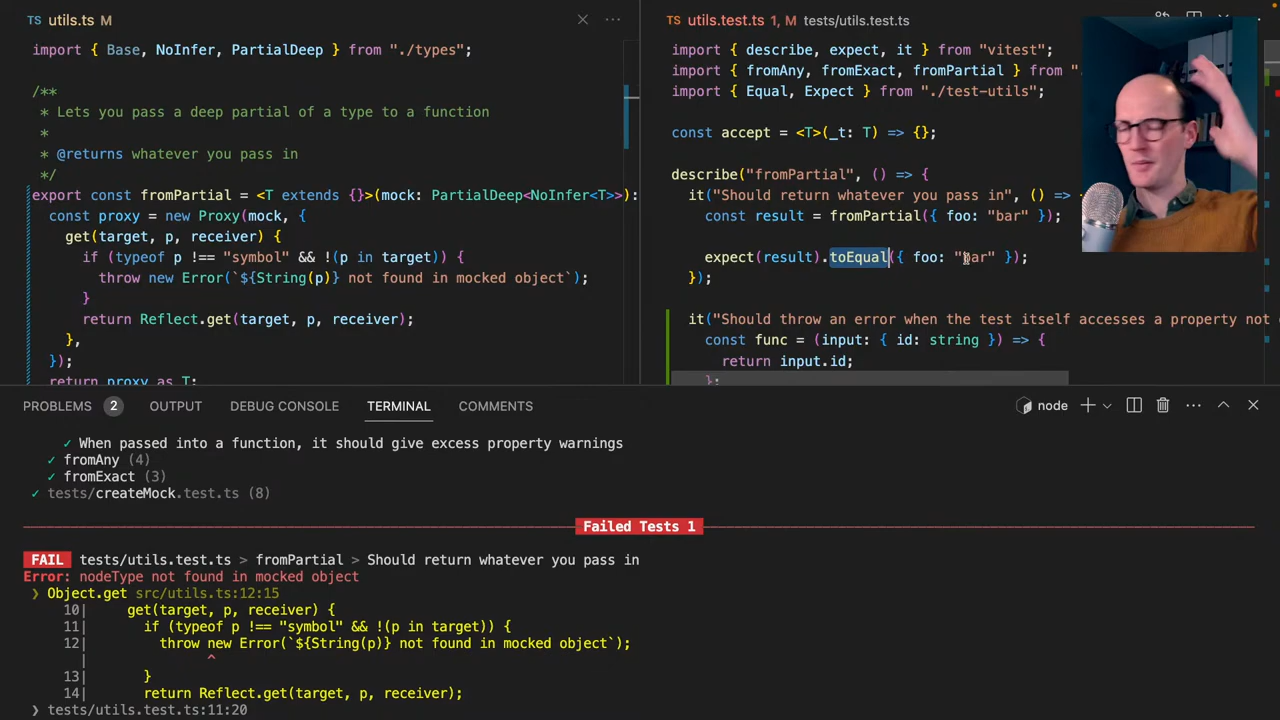 TS utils.ts M
import { Base, NoInfer, PartialDeep } from "./types";
/**
* Lets you pass a deep partial of a type to a function
*
* @returns whatever you pass in
*/
export const fromPartial = <T extends {}>(mock: PartialDeep<NoInfer<T>>):
const proxy = new Proxy(mock, {
get(target, p, receiver) {
if (typeof p !== "symbol" && !(p in target)) {
throw new Error(`${String(p)} not found in mocked object`);
}
return Reflect.get(target, p, receiver);
},
});
return proxy as T;
TS utils.test.ts 1, M tests/utils.test.ts
import { describe, expect, it } from "vitest";
import { fromAny, fromExact, fromPartial } from "
import { Equal, Expect } from "./test-utils";
const accept = <T>(_t: T) => {};
describe("fromPartial", () => {
it("Should return whatever you pass in", () =>
const result = fromPartial({ foo: "bar" });
expect(result).toEqual({ foo: "bar" });
});
it("Should throw an error when the test itself accesses a property not
const func = (input: { id: string }) => {
return input.id;
};
PROBLEMS 2 OUTPUT DEBUG CONSOLE TERMINAL COMMENTS node
✓ When passed into a function, it should give excess property warnings
✓ fromAny (4)
✓ fromExact (3)
✓ tests/createMock.test.ts (8)
Failed Tests 1
FAIL tests/utils.test.ts > fromPartial > Should return whatever you pass in
Error: nodeType not found in mocked object
❯ Object.get src/utils.ts:12:15
10| get(target, p, receiver) {
11| if (typeof p !== "symbol" && !(p in target)) {
12| throw new Error(`${String(p)} not found in mocked object`);
| ^
13| }
14| return Reflect.get(target, p, receiver);
❯ tests/utils.test.ts:11:20